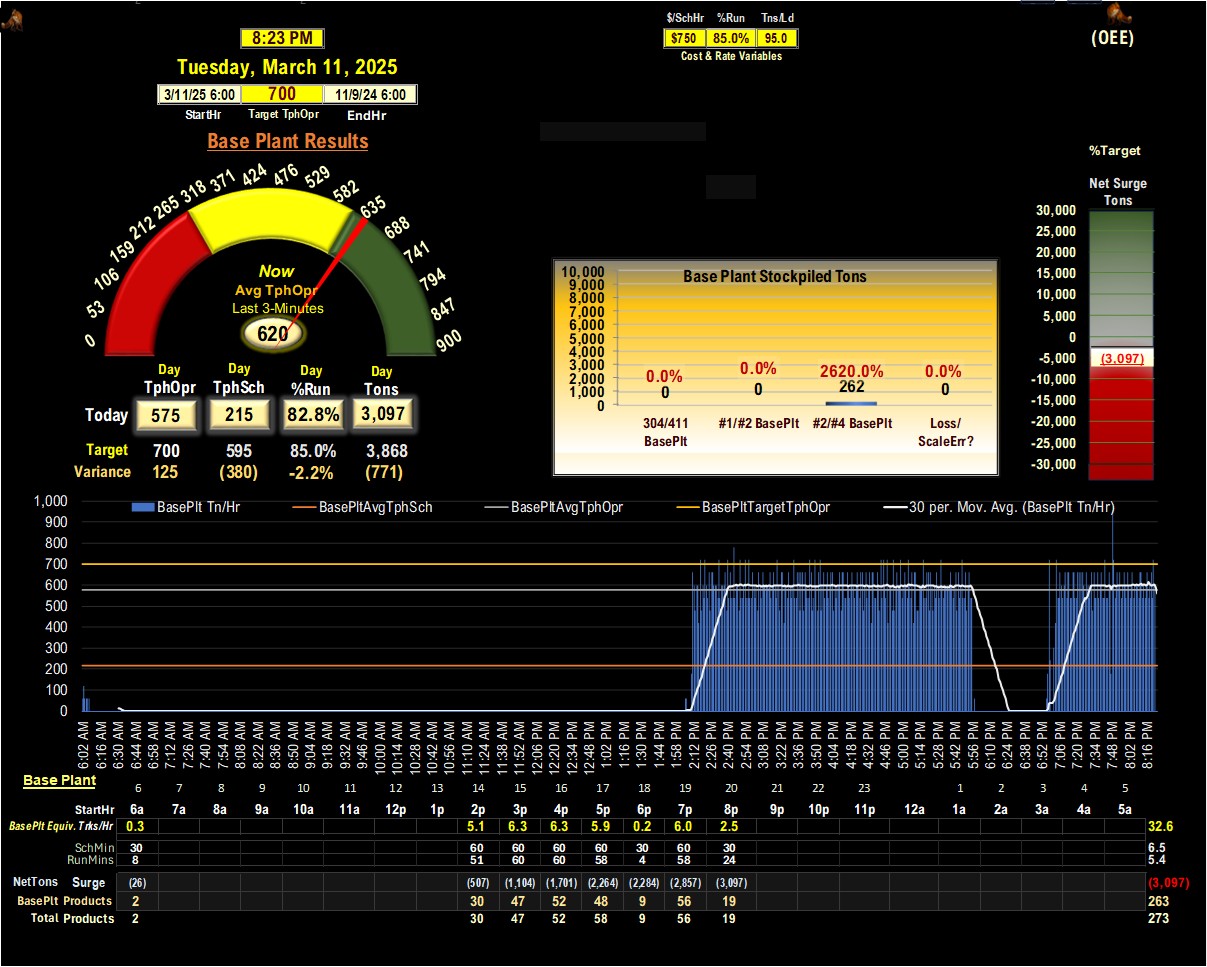 $/SchHr %Run Tns/Ld
$750 85.0% 95.0
Cost & Rate Variables
(OEE)
8:23 PM
Tuesday, March 11, 2025
3/11/25 6:00 700 11/9/24 6:00
StartHr Target TphOpr EndHr
Base Plant Results
0 53 106 159 212 265 318 371 424 476 529 582 635 688 741 794 847 900
Now
Avg TphOpr
Last 3-Minutes
620
Day Day Day Day
TphOpr TphSch %Run Tons
Today 575 215 82.8% 3,097
Target 700 595 85.0% 3,868
Variance 125 (380) -2.2% (771)
Base Plant Stockpiled Tons
10,000
9,000
8,000
7,000
6,000
5,000
4,000
3,000
2,000
1,000
0
0.0% 0.0% 2620.0% 0.0%
0 0 262 0
304/411 BasePlt
#1/#2 BasePlt
#2/#4 BasePlt
Loss/ ScaleErr?
%Target
Net Surge
Tons
30,000
25,000
20,000
15,000
10,000
5,000
0
-5,000
-10,000
-15,000
-20,000
-25,000
-30,000
(3,097)
BasePlt Tn/Hr BasePltAvgTphSch BasePltAvgTphOpr BasePltTargetTphOpr 30 per. Mov. Avg. (BasePlt Tn/Hr)
1,000
900
800
700
600
500
400
300
200
100
0
6:02 AM 6:16 AM 6:30 AM 6:44 AM 6:58 AM 7:12 AM 7:26 AM 7:40 AM 7:54 AM 8:08 AM 8:22 AM 8:36 AM 8:50 AM 9:04 AM 9:18 AM 9:32 AM 9:46 AM 10:00 AM 10:14 AM 10:28 AM 10:42 AM 10:56 AM 11:10 AM 11:24 AM 11:38 AM 11:52 AM 12:06 PM 12:20 PM 12:34 PM 12:48 PM 1:02 PM 1:16 PM 1:30 PM 1:44 PM 1:58 PM 2:12 PM 2:26 PM 2:40 PM 2:54 PM 3:08 PM 3:22 PM 3:36 PM 3:50 PM 4:04 PM 4:18 PM 4:32 PM 4:46 PM 5:00 PM 5:14 PM 5:28 PM 5:42 PM 5:56 PM 6:10 PM 6:24 PM 6:38 PM 6:52 PM 7:06 PM 7:20 PM 7:34 PM 7:48 PM 8:02 PM 8:16 PM
Base Plant
6 7 8 9 10 11 12 13 14 15 16 17 18 19 20 21 22 23 1 2 3 4 5
StartHr 6a 7a 8a 9a 10a 11a 12p 1p 2p 3p 4p 5p 6p 7p 8p 9p 10p 11p 12a 1a 2a 3a 4a 5a
BasePlt Equiv. Trks/Hr 0.3 5.1 6.3 6.3 5.9 0.2 6.0 2.5 32.6
SchMin 30 60 60 60 60 30 60 30 6.5
RunMins 8 51 60 60 58 4 58 24 5.4
NetTons Surge (26) (507) (1,104) (1,701) (2,264) (2,284) (2,857) (3,097) (3,097)
BasePlt Products 2 30 47 52 48 9 56 19 263
Total Products 2 30 47 52 58 9 56 19 273